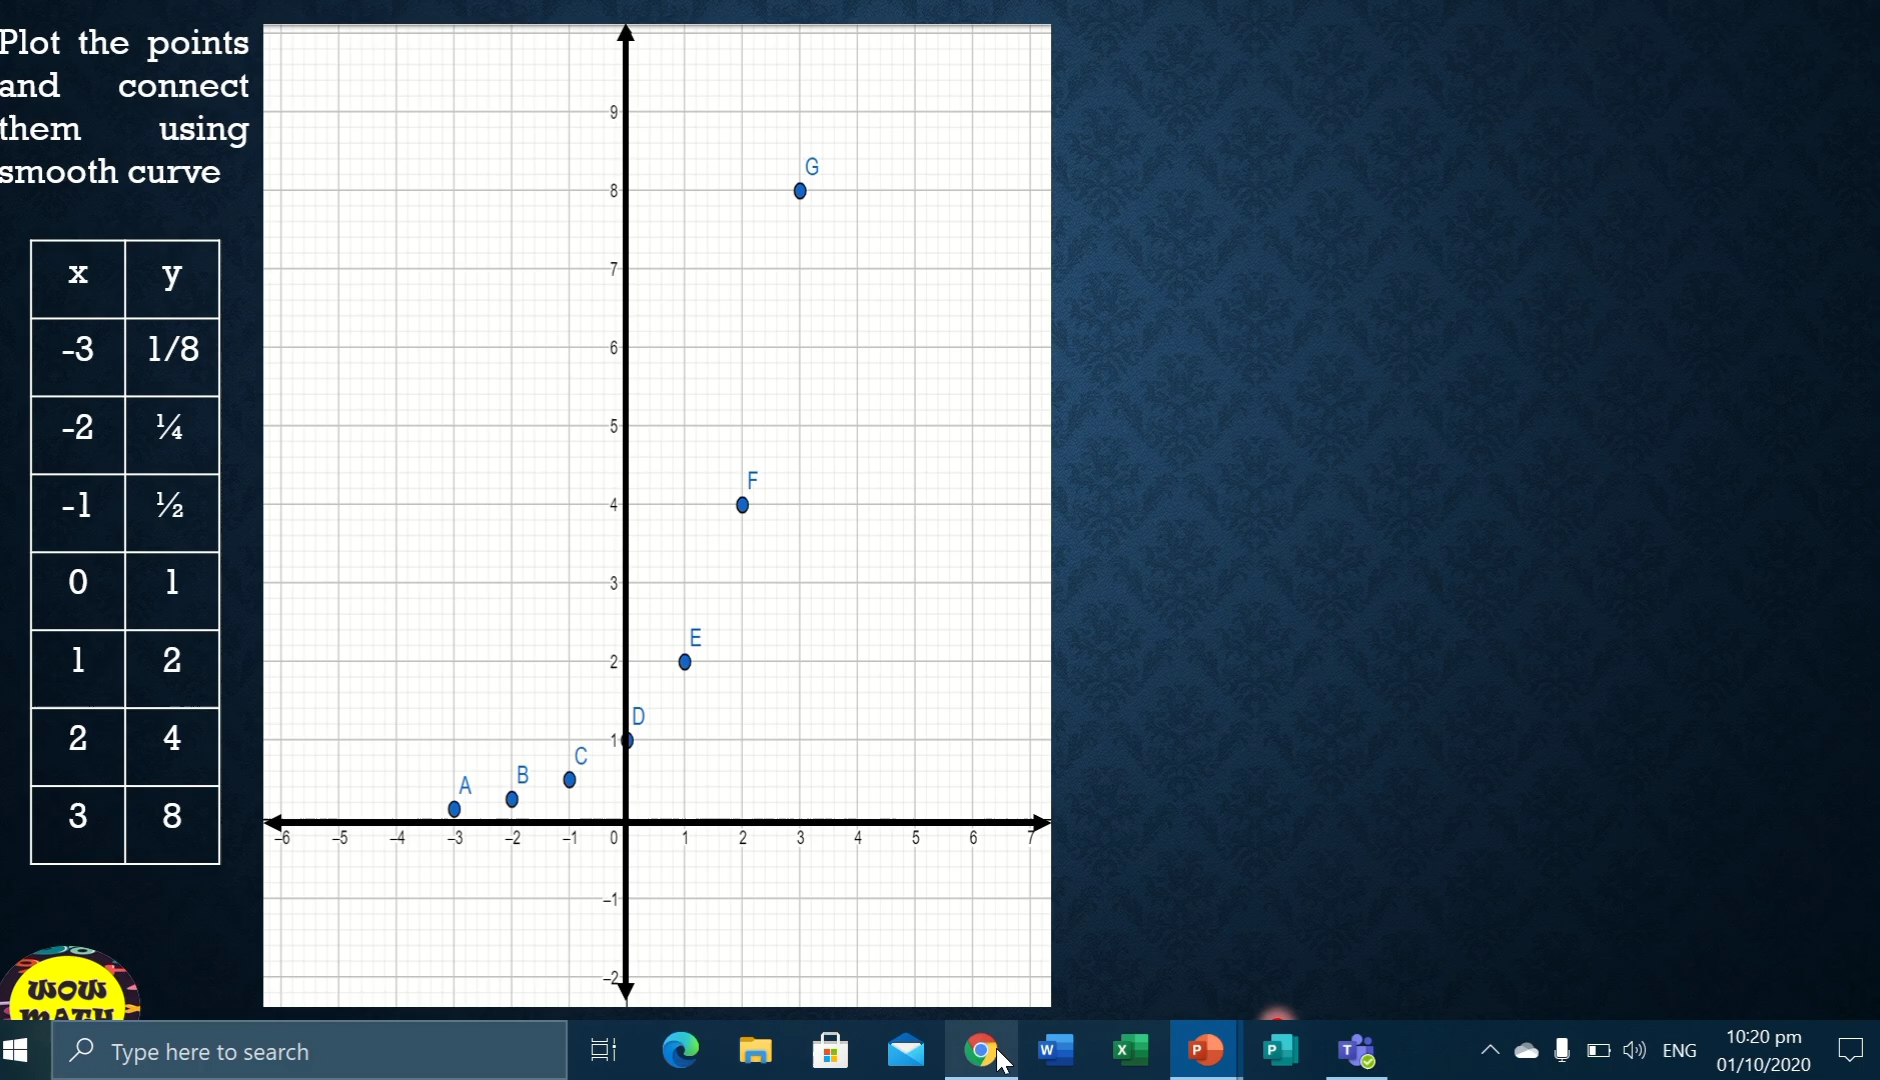 Plot the points
and connect
them using
smooth curve
x y
-3 1/8
-2 ¼
-1 ½
0 1
1 2
2 4
3 8
9
G
8
7
6
5
F
4
3
E
2
D
1
C
B
A
–6 –5 –4 –3 –2 –1 0 1 2 3 4 5 6 7
–1
–2
WOW
MATH
Type here to search
ENG
10:20 pm
01/10/2020